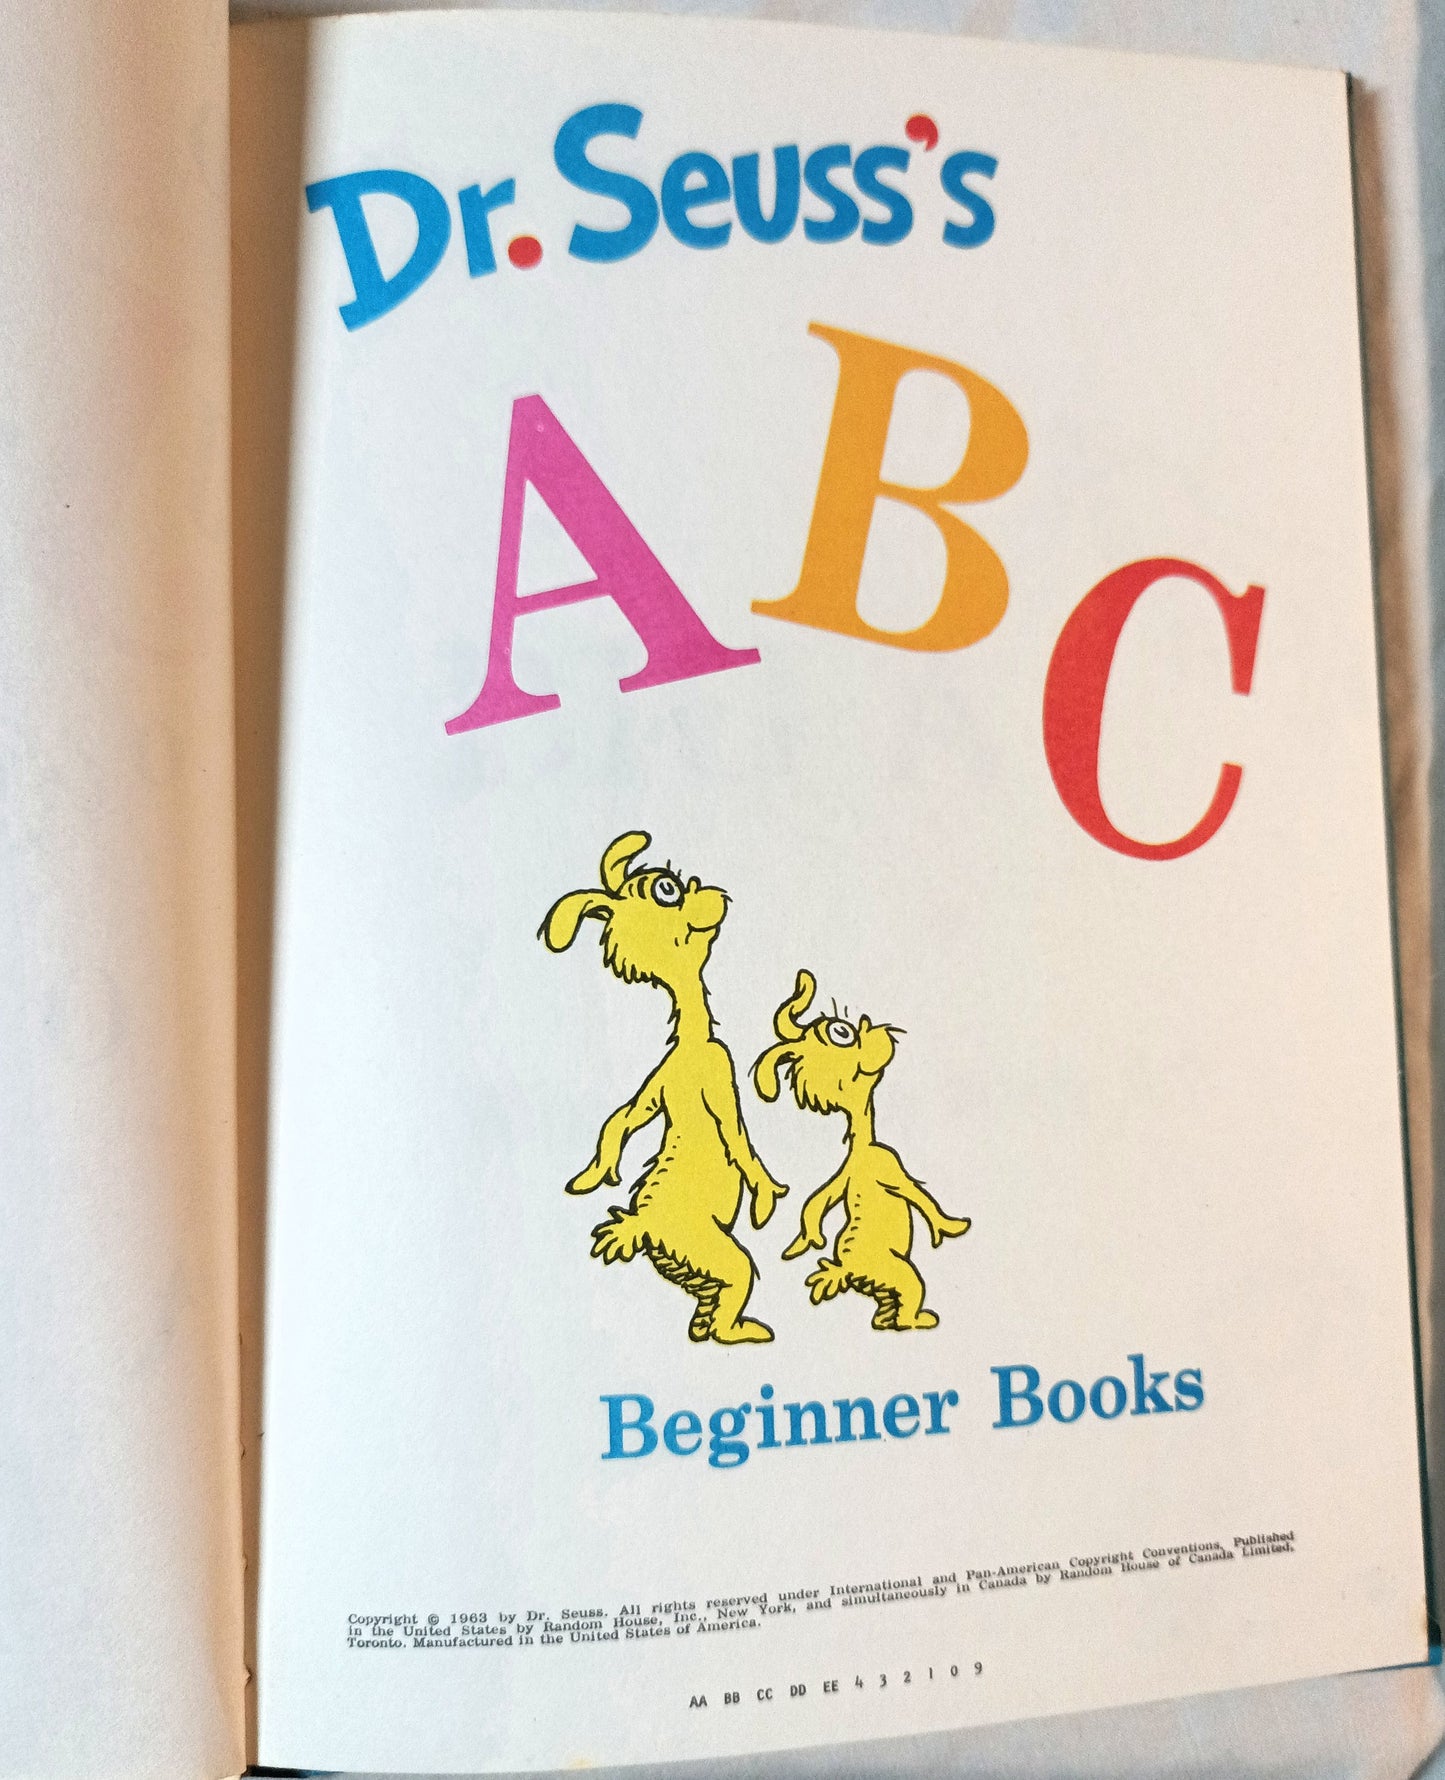 Dr. Seuss's
A B C
Beginner Books
Copyright © 1963 by Dr. Seuss. All rights reserved under International and Pan-American Copyright Conventions. Published
in the United States by Random House, Inc., New York, and simultaneously in Canada by Random House of Canada Limited,
Toronto. Manufactured in the United States of America.
AA BB CC DD EE 4 3 2 1 0 9